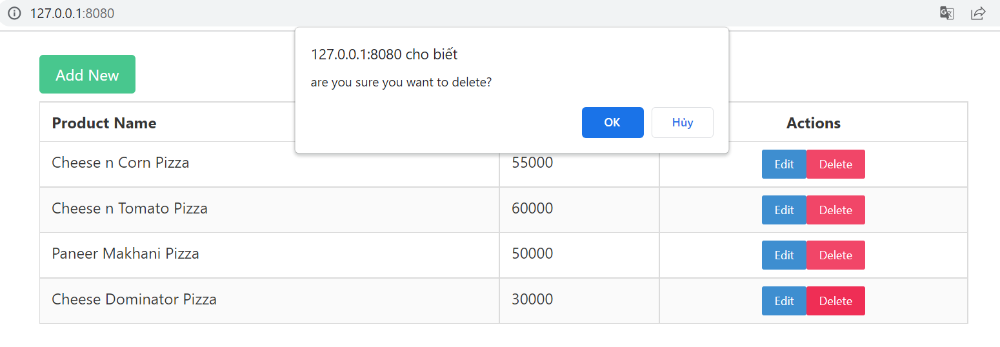 127.0.0.1:8080
127.0.0.1:8080 cho biết
are you sure you want to delete?
OK Hủy
Add New
Product Name Actions
Cheese n Corn Pizza 55000 Edit Delete
Cheese n Tomato Pizza 60000 Edit Delete
Paneer Makhani Pizza 50000 Edit Delete
Cheese Dominator Pizza 30000 Edit Delete